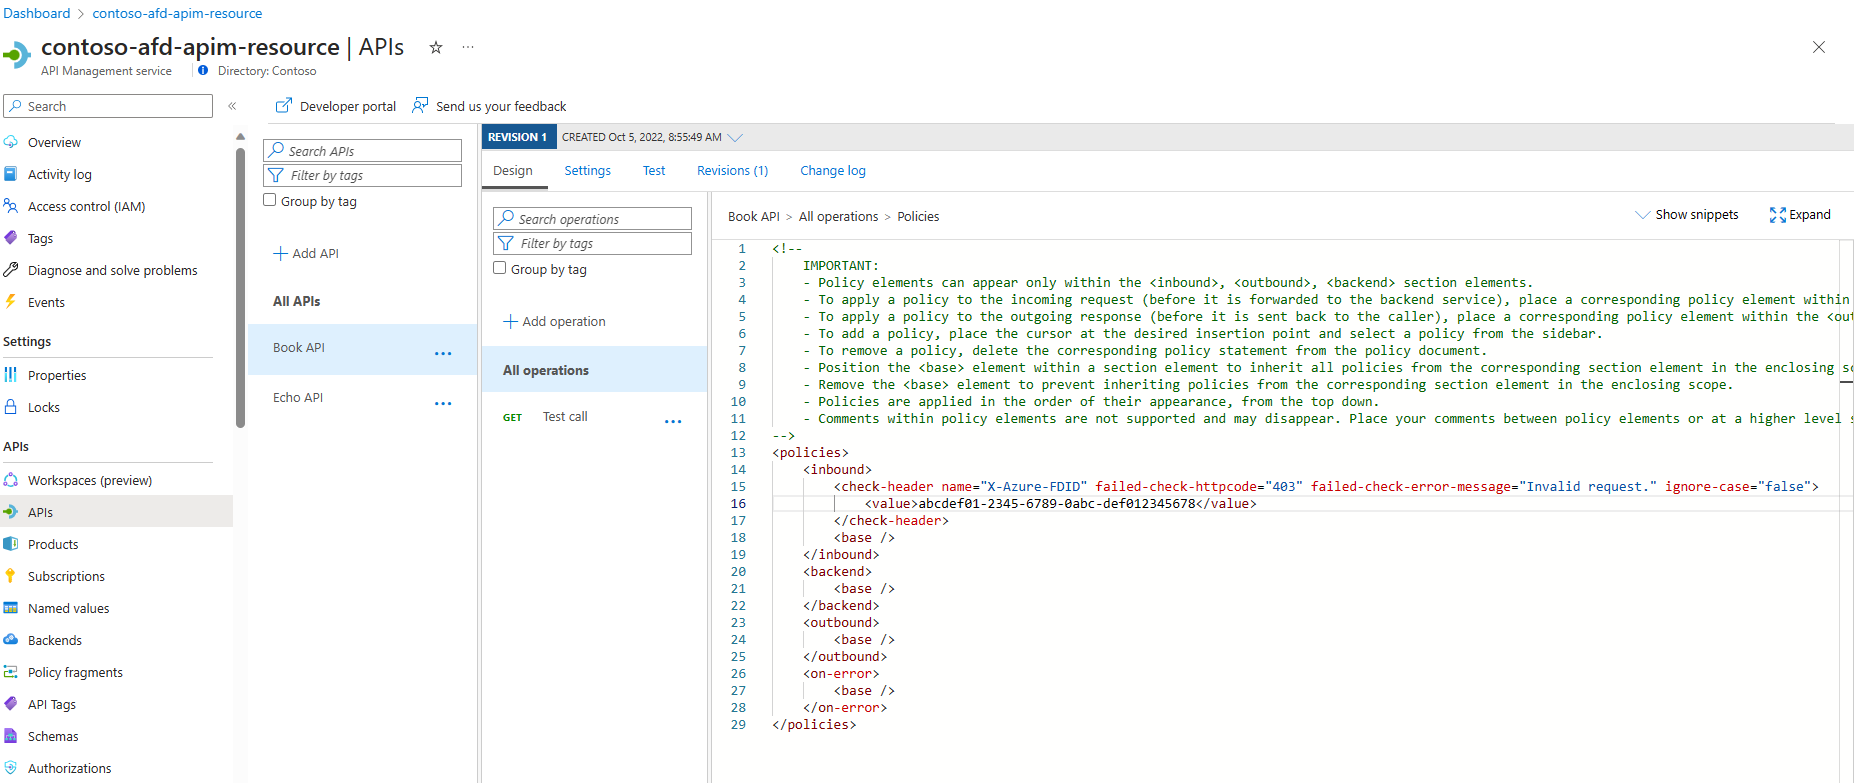 Dashboard > contoso-afd-apim-resource
contoso-afd-apim-resource | APIs
API Management service
Directory: Contoso
Search
Overview
Activity log
Access control (IAM)
Tags
Diagnose and solve problems
Events
Settings
Properties
Locks
APIs
Workspaces (preview)
APIs
Products
Subscriptions
Named values
Backends
Policy fragments
API Tags
Schemas
Authorizations
Developer portal
Send us your feedback
Search APIs
Filter by tags
Group by tag
+ Add API
All APIs
Book API ...
Echo API ...
REVISION 1 CREATED Oct 5, 2022, 8:55:49 AM
Design Settings Test Revisions (1) Change log
Search operations
Filter by tags
Group by tag
+ Add operation
All operations
GET Test call ...
Book API > All operations > Policies
Show snippets
Expand
1 <!--
2 IMPORTANT:
3 - Policy elements can appear only within the <inbound>, <outbound>, <backend> section elements.
4 - To apply a policy to the incoming request (before it is forwarded to the backend service), place a corresponding policy element within
5 - To apply a policy to the outgoing response (before it is sent back to the caller), place a corresponding policy element within the <out
6 - To add a policy, place the cursor at the desired insertion point and select a policy from the sidebar.
7 - To remove a policy, delete the corresponding policy statement from the policy document.
8 - Position the <base> element within a section element to inherit all policies from the corresponding section element in the enclosing sc
9 - Remove the <base> element to prevent inheriting policies from the corresponding section element in the enclosing scope.
10 - Policies are applied in the order of their appearance, from the top down.
11 - Comments within policy elements are not supported and may disappear. Place your comments between policy elements or at a higher level s
12 -->
13 <policies>
14 <inbound>
15 <check-header name="X-Azure-FDID" failed-check-httpcode="403" failed-check-error-message="Invalid request." ignore-case="false">
16 <value>abcdef01-2345-6789-0abc-def012345678</value>
17 </check-header>
18 <base />
19 </inbound>
20 <backend>
21 <base />
22 </backend>
23 <outbound>
24 <base />
25 </outbound>
26 <on-error>
27 <base />
28 </on-error>
29 </policies>